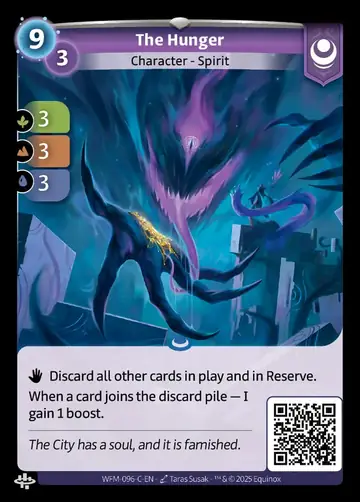 9
The Hunger
3
Character - Spirit
3
3
3
Discard all other cards in play and in Reserve.
When a card joins the discard pile — I
gain 1 boost.
The City has a soul, and it is famished.
WFM-096-C-EN - Taras Susak - ™ & © 2025 Equinox